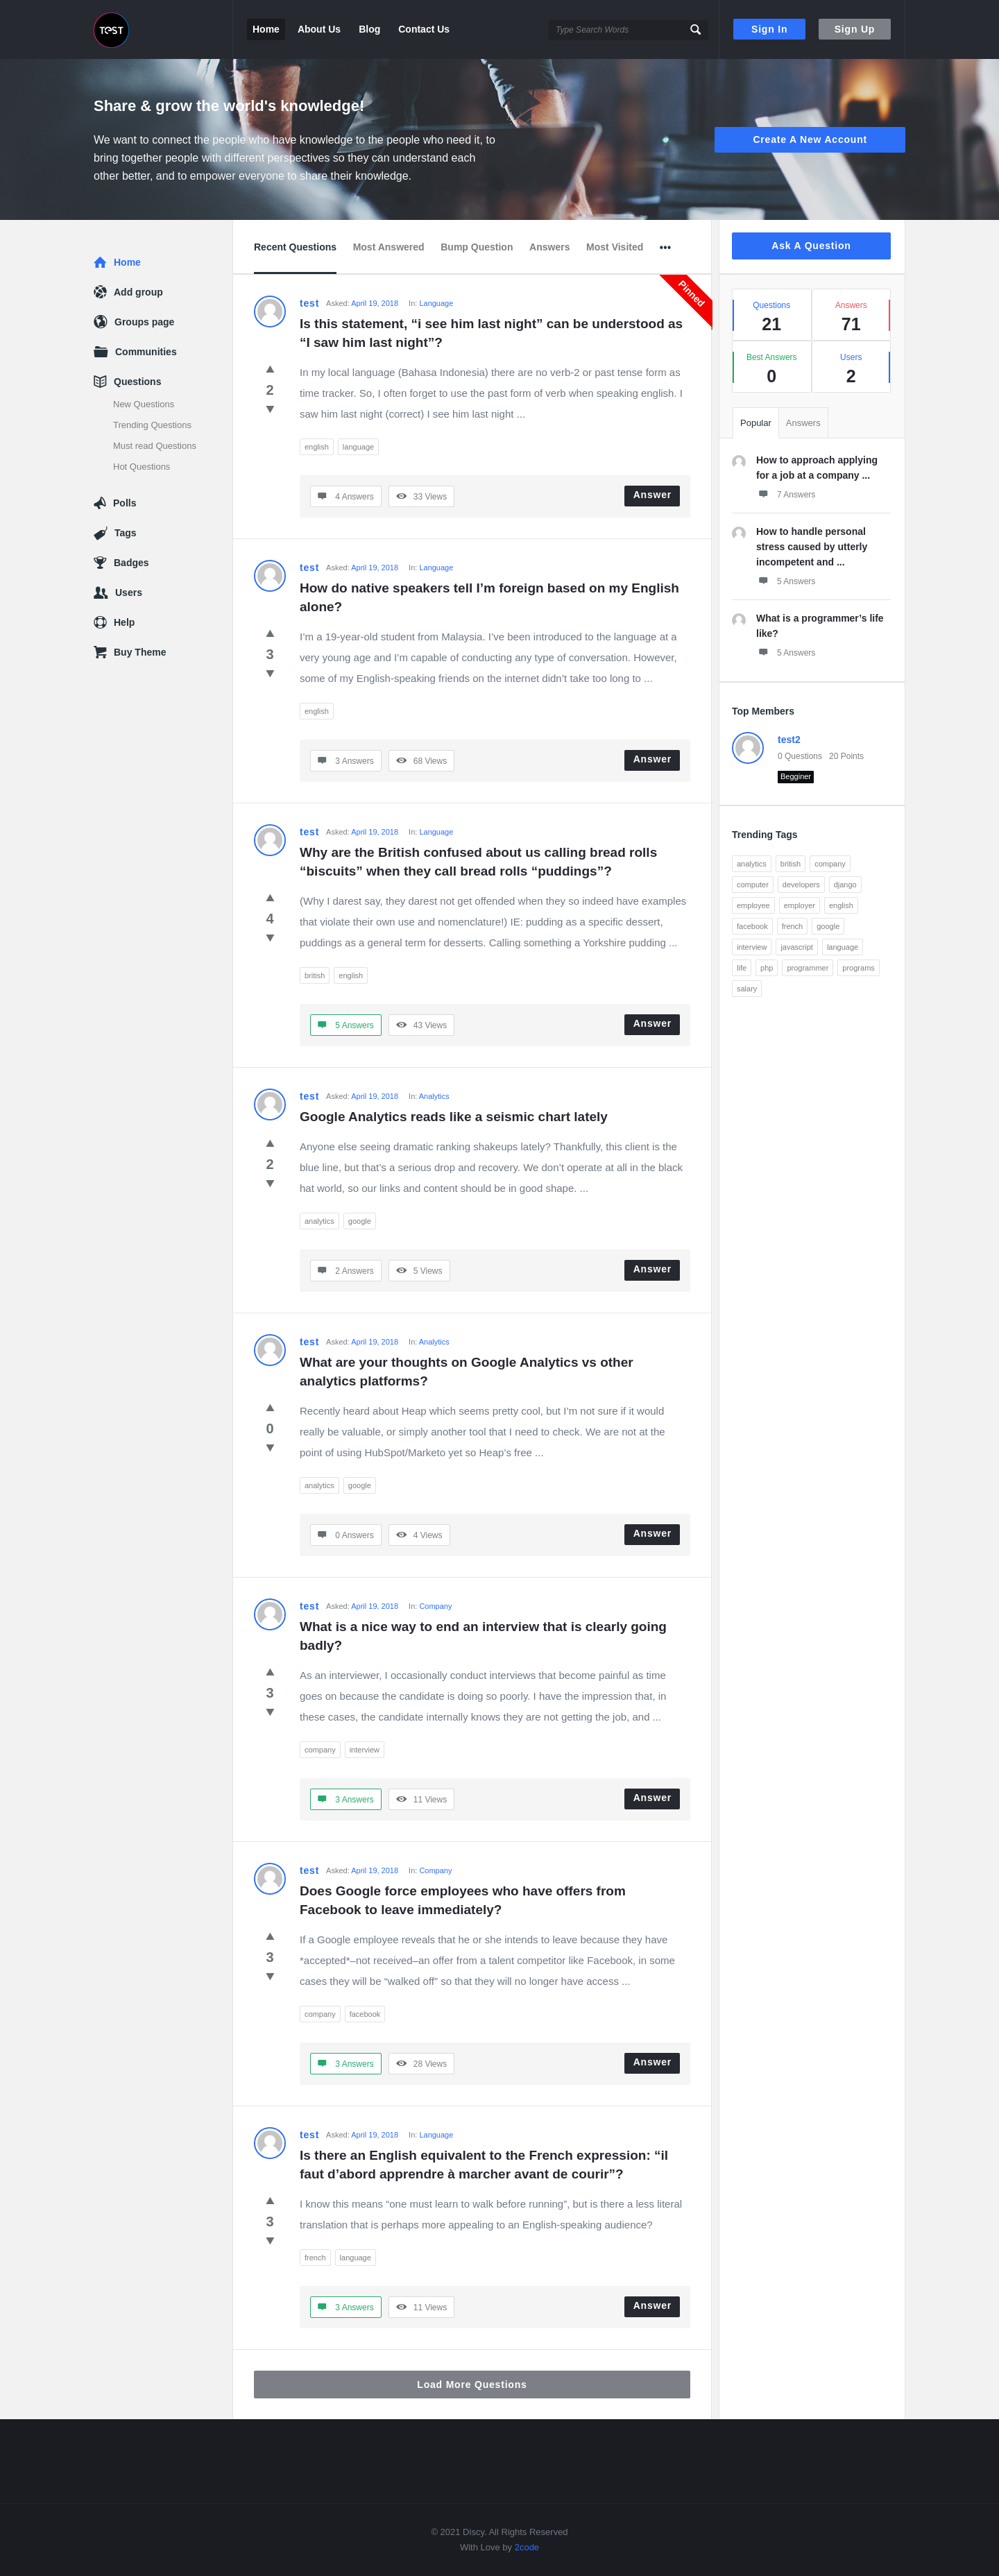 TeST
Home About Us Blog Contact Us
Type Search Words
Sign In Sign Up
Share & grow the world's knowledge!
We want to connect the people who have knowledge to the people who need it, to
bring together people with different perspectives so they can understand each
other better, and to empower everyone to share their knowledge.
Create A New Account
Home
Add group
Groups page
Communities
Questions
New Questions
Trending Questions
Must read Questions
Hot Questions
Polls
Tags
Badges
Users
Help
Buy Theme
Recent Questions Most Answered Bump Question Answers Most Visited •••
Pinned
test Asked: April 19, 2018 In: Language
Is this statement, “i see him last night” can be understood as
“I saw him last night”?
2
In my local language (Bahasa Indonesia) there are no verb-2 or past tense form as
time tracker. So, I often forget to use the past form of verb when speaking english. I
saw him last night (correct) I see him last night ...
english language
4 Answers 33 Views Answer
test Asked: April 19, 2018 In: Language
How do native speakers tell I’m foreign based on my English
alone?
3
I’m a 19-year-old student from Malaysia. I’ve been introduced to the language at a
very young age and I’m capable of conducting any type of conversation. However,
some of my English-speaking friends on the internet didn’t take too long to ...
english
3 Answers 68 Views Answer
test Asked: April 19, 2018 In: Language
Why are the British confused about us calling bread rolls
“biscuits” when they call bread rolls “puddings”?
4
(Why I darest say, they darest not get offended when they so indeed have examples
that violate their own use and nomenclature!) IE: pudding as a specific dessert,
puddings as a general term for desserts. Calling something a Yorkshire pudding ...
british english
5 Answers 43 Views Answer
test Asked: April 19, 2018 In: Analytics
Google Analytics reads like a seismic chart lately
2
Anyone else seeing dramatic ranking shakeups lately? Thankfully, this client is the
blue line, but that’s a serious drop and recovery. We don’t operate at all in the black
hat world, so our links and content should be in good shape. ...
analytics google
2 Answers 5 Views Answer
test Asked: April 19, 2018 In: Analytics
What are your thoughts on Google Analytics vs other
analytics platforms?
0
Recently heard about Heap which seems pretty cool, but I’m not sure if it would
really be valuable, or simply another tool that I need to check. We are not at the
point of using HubSpot/Marketo yet so Heap’s free ...
analytics google
0 Answers 4 Views Answer
test Asked: April 19, 2018 In: Company
What is a nice way to end an interview that is clearly going
badly?
3
As an interviewer, I occasionally conduct interviews that become painful as time
goes on because the candidate is doing so poorly. I have the impression that, in
these cases, the candidate internally knows they are not getting the job, and ...
company interview
3 Answers 11 Views Answer
test Asked: April 19, 2018 In: Company
Does Google force employees who have offers from
Facebook to leave immediately?
3
If a Google employee reveals that he or she intends to leave because they have
*accepted*–not received–an offer from a talent competitor like Facebook, in some
cases they will be “walked off” so that they will no longer have access ...
company facebook
3 Answers 28 Views Answer
test Asked: April 19, 2018 In: Language
Is there an English equivalent to the French expression: “il
faut d’abord apprendre à marcher avant de courir”?
3
I know this means “one must learn to walk before running”, but is there a less literal
translation that is perhaps more appealing to an English-speaking audience?
french language
3 Answers 11 Views Answer
Load More Questions
Ask A Question
Questions Answers
21 71
Best Answers Users
0 2
Popular Answers
How to approach applying
for a job at a company ...
7 Answers
How to handle personal
stress caused by utterly
incompetent and ...
5 Answers
What is a programmer’s life
like?
5 Answers
Top Members
test2
0 Questions 20 Points
Begginer
Trending Tags
analytics british company
computer developers django
employee employer english
facebook french google
interview javascript language
life php programmer programs
salary
© 2021 Discy. All Rights Reserved
With Love by 2code